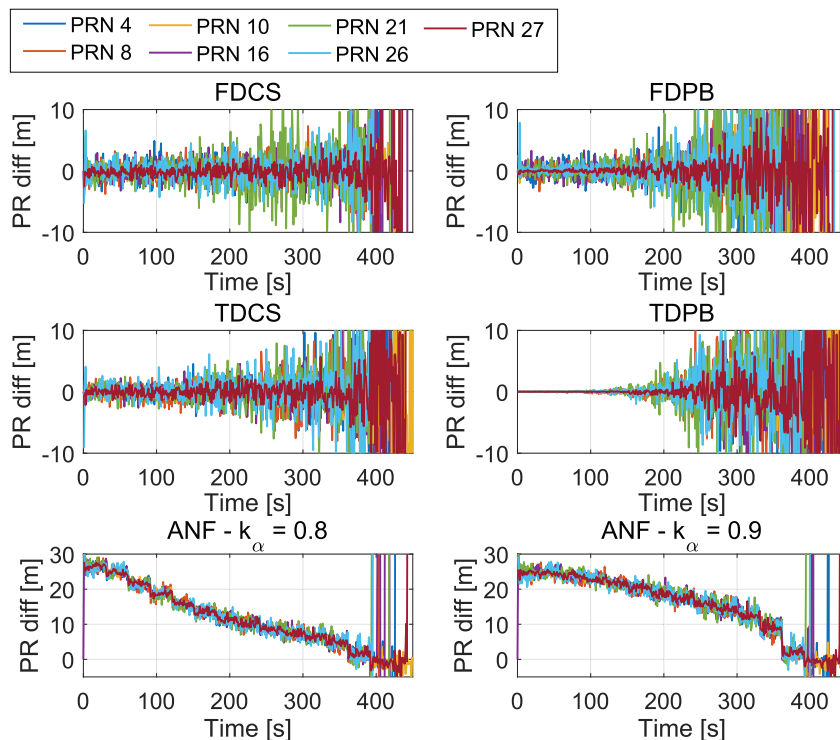 PRN 4 PRN 10 PRN 21 PRN 27
PRN 8 PRN 16 PRN 26
FDCS
10
0
-10
PR diff [m]
0 100 200 300 400
Time [s]
FDPB
10
0
-10
PR diff [m]
0 100 200 300 400
Time [s]
TDCS
10
0
-10
PR diff [m]
0 100 200 300 400
Time [s]
TDPB
10
0
-10
PR diff [m]
0 100 200 300 400
Time [s]
ANF - kα = 0.8
30
20
10
0
PR diff [m]
0 100 200 300 400
Time [s]
ANF - kα = 0.9
30
20
10
0
PR diff [m]
0 100 200 300 400
Time [s]